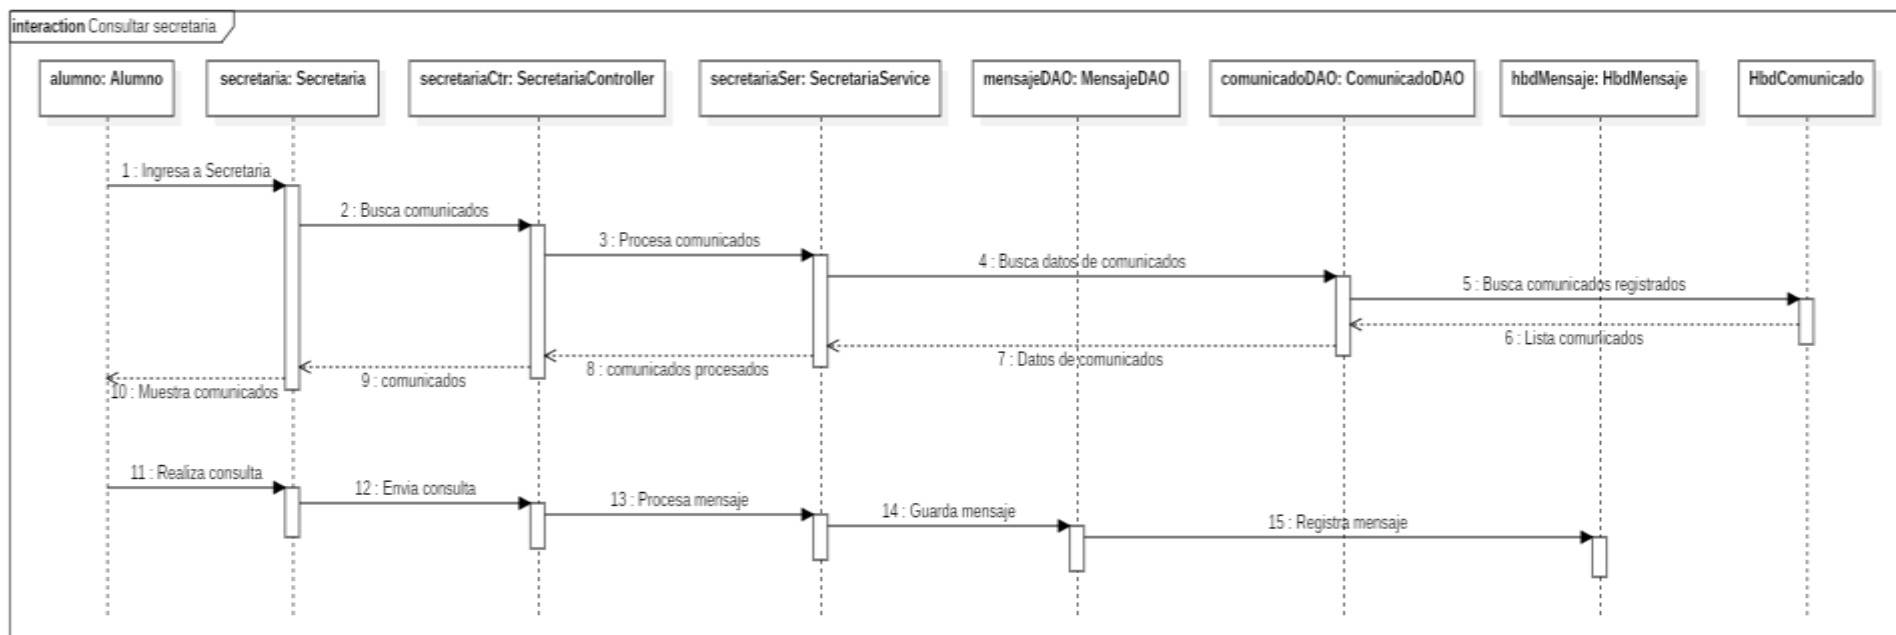 interaction Consultar secretaria
alumno: Alumno
secretaria: Secretaria
secretariaCtr: SecretariaController
secretariaSer: SecretariaService
mensajeDAO: MensajeDAO
comunicadoDAO: ComunicadoDAO
hbdMensaje: HbdMensaje
HbdComunicado
1 : Ingresa a Secretaria
2 : Busca comunicados
3 : Procesa comunicados
4 : Busca datos de comunicados
5 : Busca comunicados registrados
6 : Lista comunicados
7 : Datos de comunicados
8 : comunicados procesados
9 : comunicados
10 : Muestra comunicados
11 : Realiza consulta
12 : Envia consulta
13 : Procesa mensaje
14 : Guarda mensaje
15 : Registra mensaje